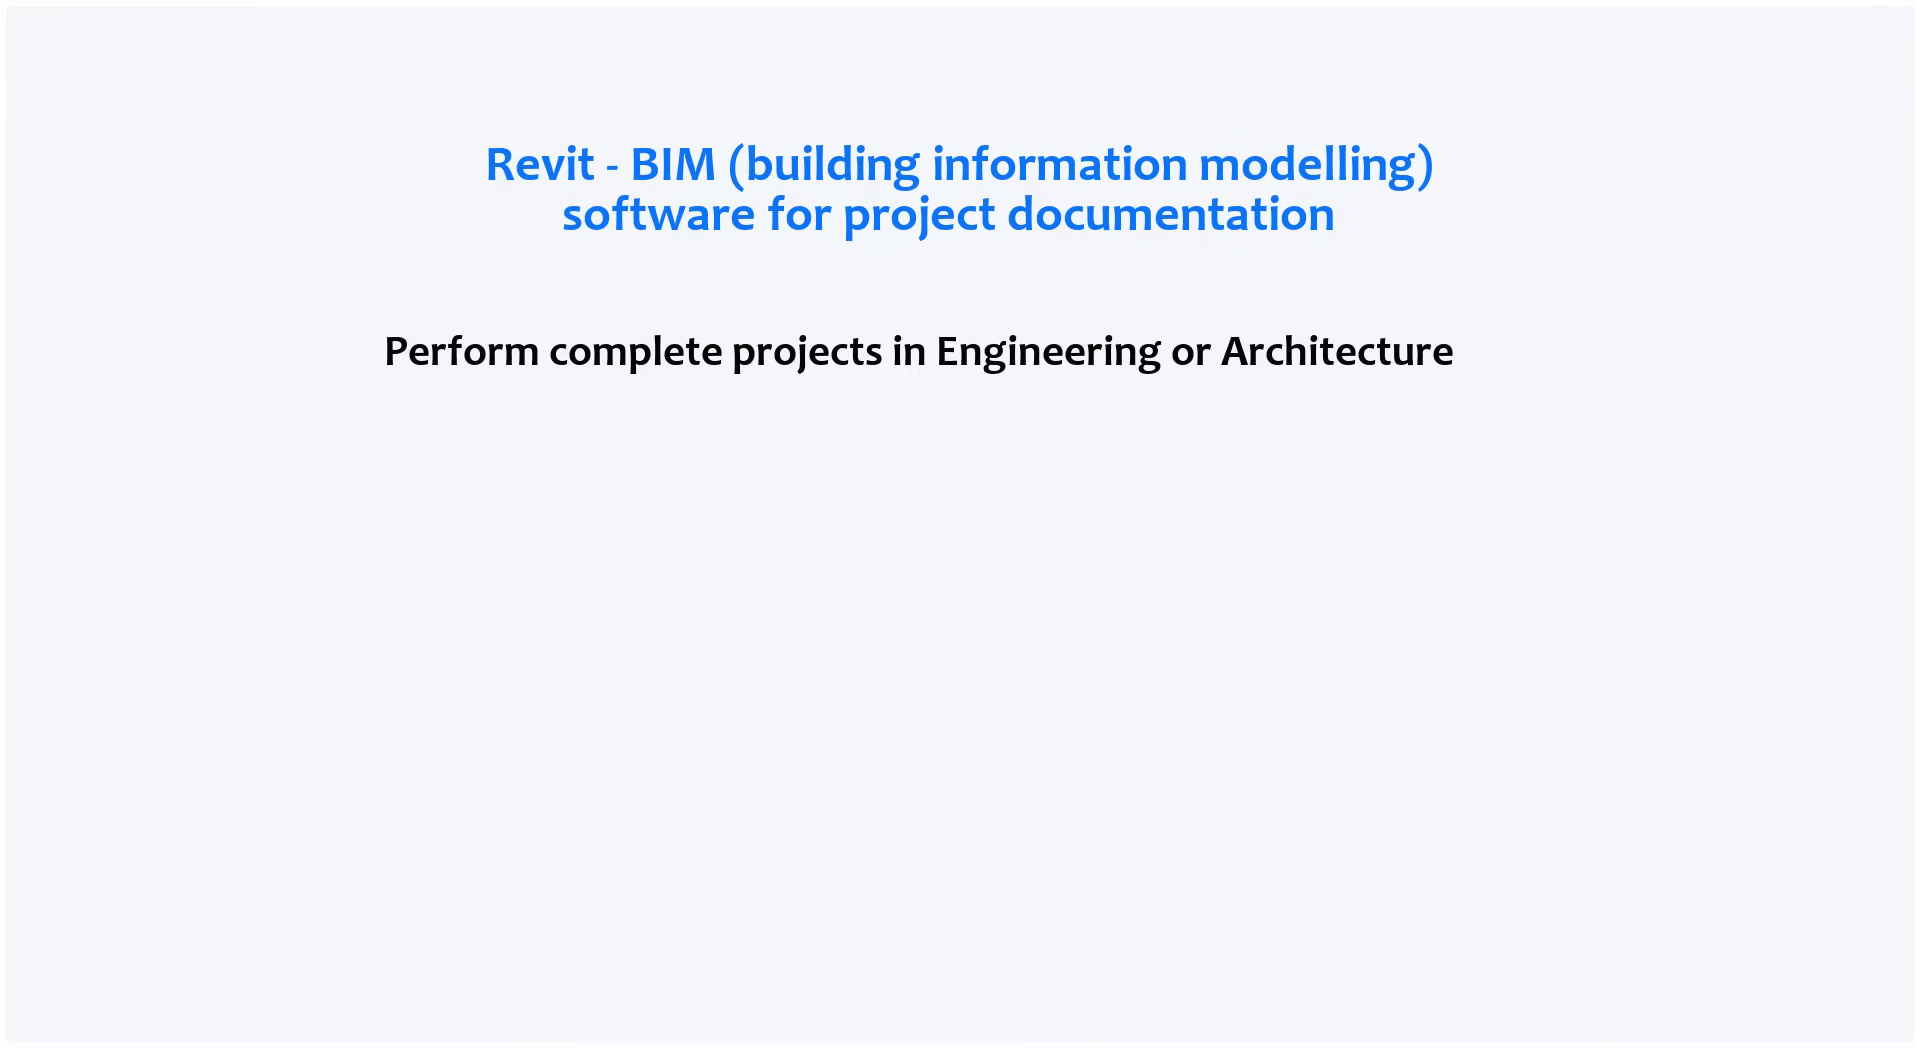 Revit - BIM (building information modelling)
software for project documentation
Perform complete projects in Engineering or Architecture